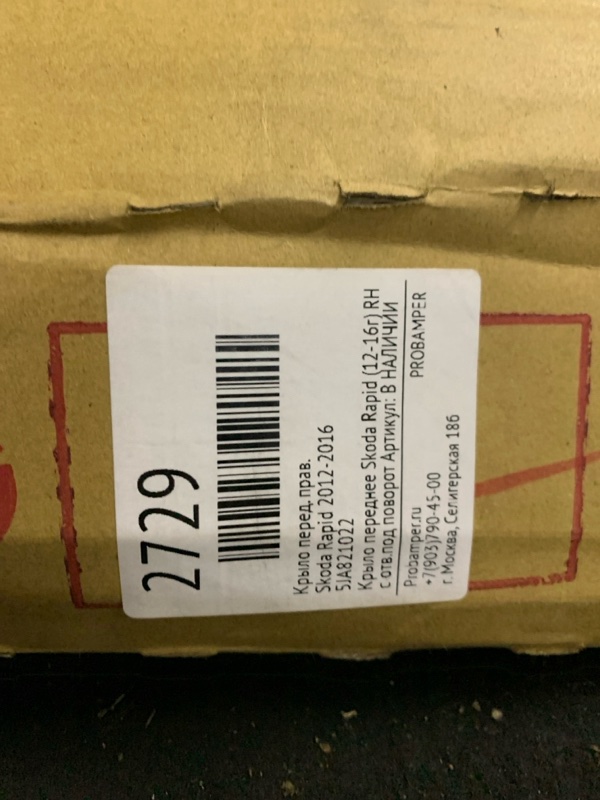 2729
Крыло перед. прав.
Skoda Rapid 2012-2016
5JA821022
Крыло переднее Skoda Rapid (12-16г) RH
с отв.под поворот Артикул: В НАЛИЧИИ
Probamper.ru PROBAMPER
+7(903)790-45-00
г. Москва, Селигерская 18б